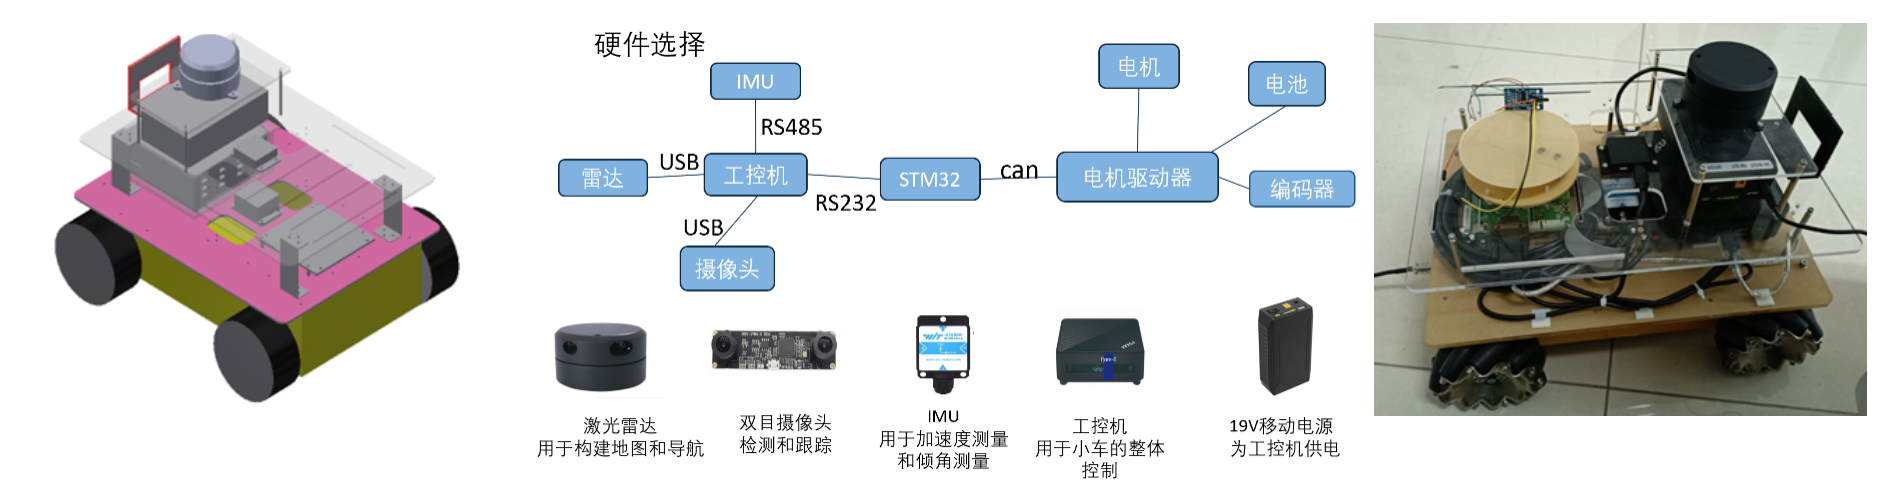 硬件选择
IMU
电机
电池
RS485
USB
雷达
工控机
STM32
can
电机驱动器
编码器
RS232
USB
摄像头
激光雷达
用于构建地图和导航
双目摄像头
检测和跟踪
IMU
用于加速度测量
和倾角测量
工控机
用于小车的整体
控制
19V移动电源
为工控机供电